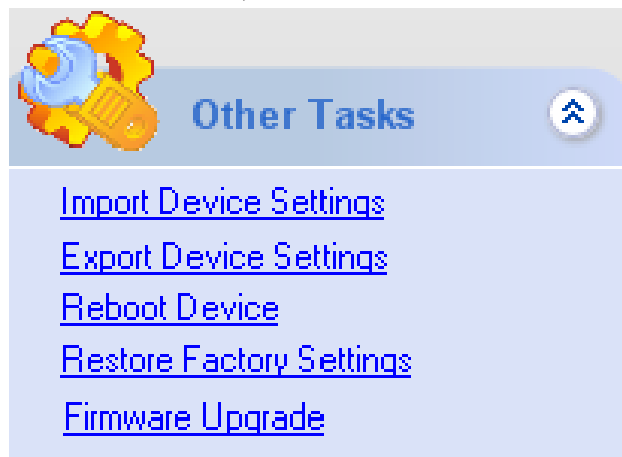 Other Tasks
Import Device Settings
Export Device Settings
Reboot Device
Restore Factory Settings
Firmware Upgrade